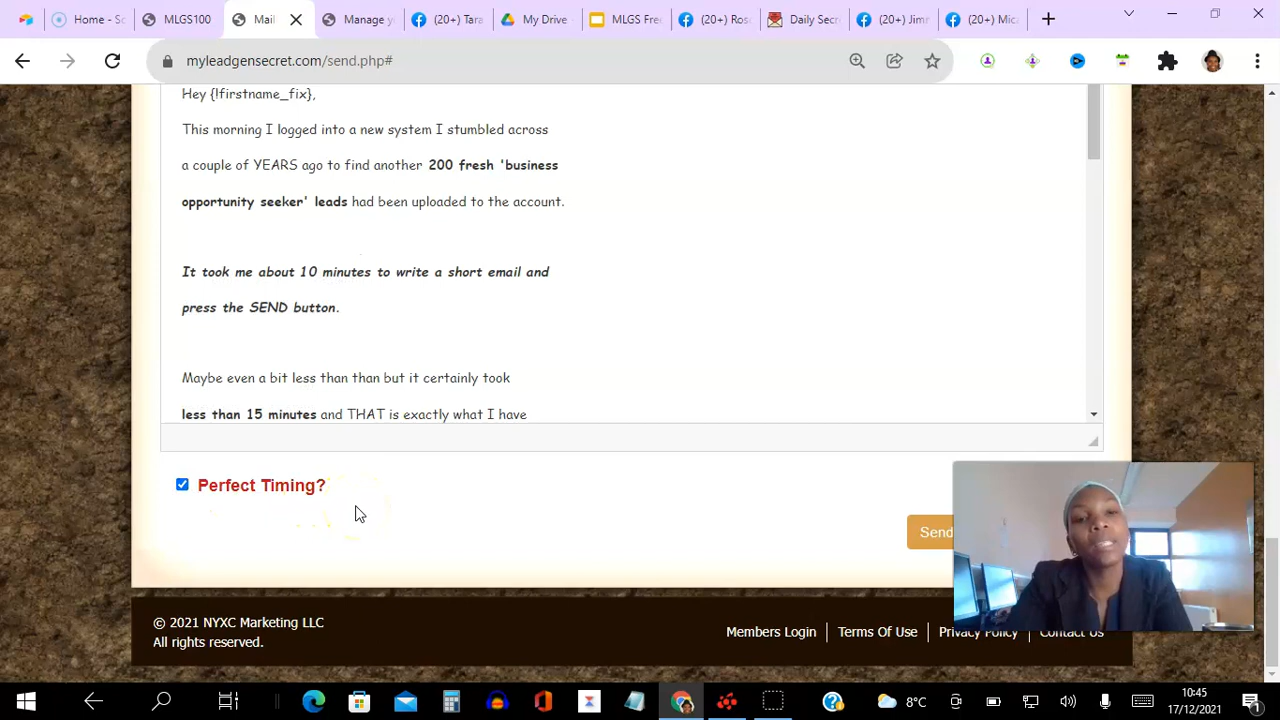 Home - Sc
MLGS100
Mail
Manage y
(20+) Tara
My Drive
MLGS Fre
(20+) Ros
Daily Secr
(20+) Jim
(20+) Mic
myleadgensecret.com/send.php#
Hey {!firstname_fix},
This morning I logged into a new system I stumbled across
a couple of YEARS ago to find another 200 fresh 'business
opportunity seeker' leads had been uploaded to the account.
It took me about 10 minutes to write a short email and
press the SEND button.
Maybe even a bit less than than but it certainly took
less than 15 minutes and THAT is exactly what I have
Perfect Timing?
Send
© 2021 NYXC Marketing LLC
All rights reserved.
Members Login
Terms Of Use
Privacy Policy
Contact Us
8°C
10:45
17/12/2021